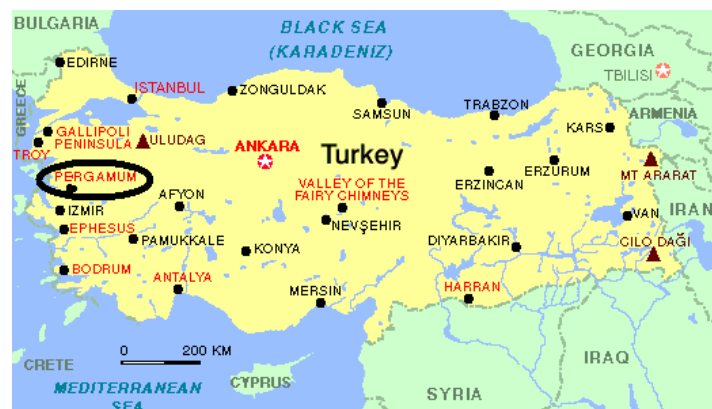 BULGARIA
BLACK SEA
(KARADENIZ)
GEORGIA
TBILISI
EDIRNE
ISTANBUL
ZONGULDAK
SAMSUN
TRABZON
KARS
ARMENIA
GREECE
GALLIPOLI
PENINSULA
TROY
ULUDAG
ANKARA
Turkey
ERZINCAN
ERZURUM
MT ARARAT
PERGAMUM
AFYON
VALLEY OF THE
FAIRY CHIMNEYS
IRAN
IZMIR
EPHESUS
PAMUKKALE
KONYA
NEVŞEHIR
DIYARBAKIR
VAN
CILO DAĞI
BODRUM
ANTALYA
MERSIN
HARRAN
CRETE
0 200 KM
CYPRUS
SYRIA
IRAQ
MEDITERRANEAN
SEA